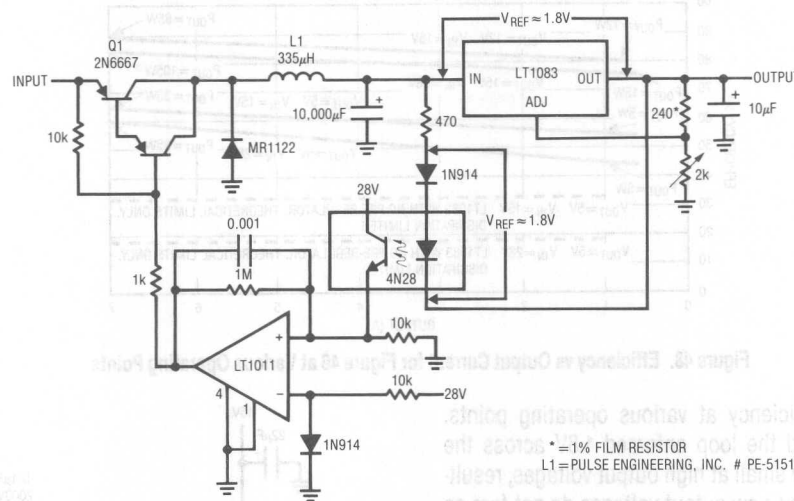 Q1
2N6667
L1
335μH
V_REF ≈ 1.8V
INPUT
IN LT1083 OUT
ADJ
OUTPUT
10k
MR1122
+
10,000μF
470
1N914
240*
+
10μF
2k
28V
V_REF ≈ 1.8V
4N28
0.001
1M
1k
+
LT1011
−
4
1
10k
10k
28V
1N914
* = 1% FILM RESISTOR
L1 = PULSE ENGINEERING, INC. # PE-5151